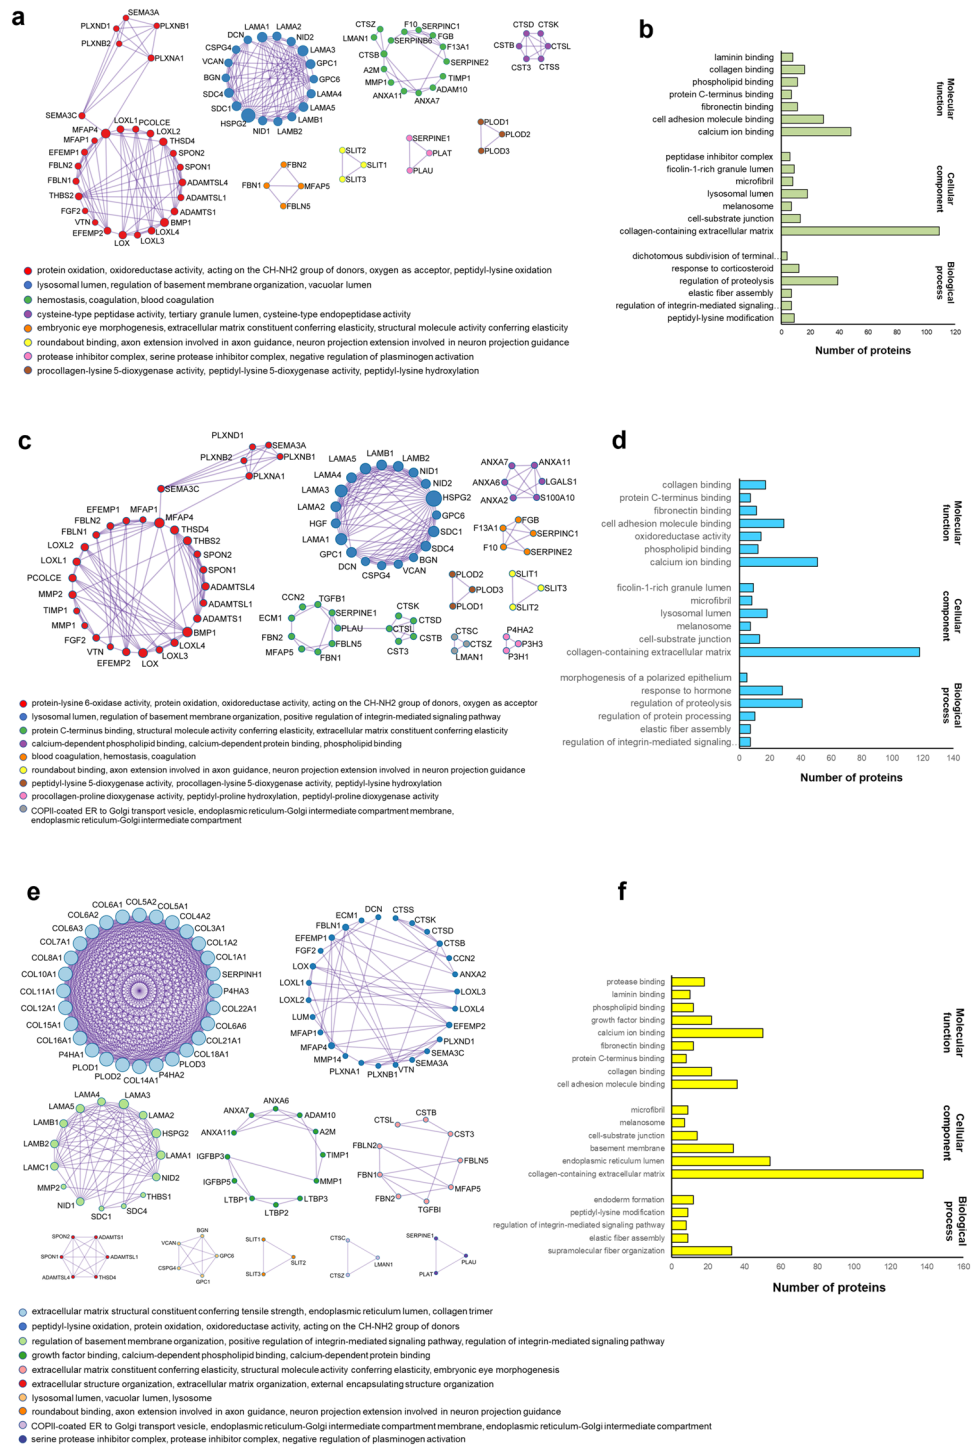 a
SEMA3A
PLXND1
PLXNB1
PLXNB2
PLXNA1
SEMA3C
LOXL1
PCOLCE
MFAP4
LOXL2
MFAP1
THSD4
EFEMP1
SPON2
FBLN2
SPON1
FBLN1
ADAMTSL4
THBS2
ADAMTSL1
FGF2
ADAMTS1
VTN
BMP1
EFEMP2
LOXL4
LOX
LOXL3
LAMA1
LAMA2
DCN
NID2
CSPG4
LAMA3
VCAN
GPC1
BGN
GPC6
SDC4
LAMA4
SDC1
LAMA5
HSPG2
LAMB1
NID1
LAMB2
CTSZ
F10
SERPINC1
LMAN1
SERPINB6
FGB
CTSB
F13A1
A2M
SERPINE2
MMP1
TIMP1
ANXA11
ADAM10
ANXA7
CTSD
CTSK
CSTB
CTSL
CST3
CTSS
FBN2
FBN1
MFAP5
FBLN5
SLIT2
SLIT1
SLIT3
SERPINE1
PLAT
PLAU
PLOD1
PLOD2
PLOD3
protein oxidation, oxidoreductase activity, acting on the CH-NH2 group of donors, oxygen as acceptor, peptidyl-lysine oxidation
lysosomal lumen, regulation of basement membrane organization, vacuolar lumen
hemostasis, coagulation, blood coagulation
cysteine-type peptidase activity, tertiary granule lumen, cysteine-type endopeptidase activity
embryonic eye morphogenesis, extracellular matrix constituent conferring elasticity, structural molecule activity conferring elasticity
roundabout binding, axon extension involved in axon guidance, neuron projection extension involved in neuron projection guidance
protease inhibitor complex, serine protease inhibitor complex, negative regulation of plasminogen activation
procollagen-lysine 5-dioxygenase activity, peptidyl-lysine 5-dioxygenase activity, peptidyl-lysine hydroxylation
b
laminin binding
collagen binding
phospholipid binding
protein C-terminus binding
fibronectin binding
cell adhesion molecule binding
calcium ion binding
Molecular function
peptidase inhibitor complex
ficolin-1-rich granule lumen
microfibril
lysosomal lumen
melanosome
cell-substrate junction
collagen-containing extracellular matrix
Cellular component
dichotomous subdivision of terminal..
response to corticosteroid
regulation of proteolysis
elastic fiber assembly
regulation of integrin-mediated signaling..
peptidyl-lysine modification
Biological process
0 20 40 60 80 100 120
Number of proteins
c
PLXND1
SEMA3A
PLXNB2
PLXNB1
PLXNA1
SEMA3C
EFEMP1
MFAP1
FBLN2
MFAP4
FBLN1
THSD4
LOXL2
THBS2
LOXL1
SPON2
PCOLCE
SPON1
MMP2
ADAMTSL4
TIMP1
ADAMTSL1
MMP1
ADAMTS1
FGF2
BMP1
VTN
LOXL4
EFEMP2
LOXL3
LOX
LAMB1
LAMA5
LAMB2
LAMA4
NID1
LAMA3
NID2
LAMA2
HSPG2
HGF
GPC6
LAMA1
SDC1
GPC1
SDC4
DCN
BGN
CSPG4
VCAN
ANXA7
ANXA11
ANXA6
LGALS1
ANXA2
S100A10
FGB
F13A1
SERPINC1
F10
SERPINE2
PLOD2
PLOD3
PLOD1
SLIT1
SLIT3
SLIT2
TGFB1
CCN2
SERPINE1
ECM1
PLAU
FBN2
FBLN5
MFAP5
FBN1
CTSK
CTSD
CTSL
CSTB
CST3
CTSC
CTSZ
LMAN1
P4HA2
P3H3
P3H1
protein-lysine 6-oxidase activity, protein oxidation, oxidoreductase activity, acting on the CH-NH2 group of donors, oxygen as acceptor
lysosomal lumen, regulation of basement membrane organization, positive regulation of integrin-mediated signaling pathway
protein C-terminus binding, structural molecule activity conferring elasticity, extracellular matrix constituent conferring elasticity
calcium-dependent phospholipid binding, calcium-dependent protein binding, phospholipid binding
blood coagulation, hemostasis, coagulation
roundabout binding, axon extension involved in axon guidance, neuron projection extension involved in neuron projection guidance
peptidyl-lysine 5-dioxygenase activity, procollagen-lysine 5-dioxygenase activity, peptidyl-lysine hydroxylation
procollagen-proline dioxygenase activity, peptidyl-proline hydroxylation, peptidyl-proline dioxygenase activity
COPII-coated ER to Golgi transport vesicle, endoplasmic reticulum-Golgi intermediate compartment membrane,
endoplasmic reticulum-Golgi intermediate compartment
d
collagen binding
protein C-terminus binding
fibronectin binding
cell adhesion molecule binding
oxidoreductase activity
phospholipid binding
calcium ion binding
Molecular function
ficolin-1-rich granule lumen
microfibril
lysosomal lumen
melanosome
cell-substrate junction
collagen-containing extracellular matrix
Cellular component
morphogenesis of a polarized epithelium
response to hormone
regulation of proteolysis
regulation of protein processing
elastic fiber assembly
regulation of integrin-mediated signaling..
Biological process
0 20 40 60 80 100 120 140
Number of proteins
e
COL6A1
COL5A2
COL5A1
COL6A2
COL4A2
COL6A3
COL3A1
COL7A1
COL1A2
COL8A1
COL1A1
COL10A1
SERPINH1
COL11A1
P4HA3
COL12A1
COL22A1
COL15A1
COL6A6
COL16A1
COL21A1
P4HA1
COL18A1
PLOD1
PLOD3
PLOD2
P4HA2
COL14A1
DCN
CTSS
ECM1
CTSK
FBLN1
CTSD
EFEMP1
CTSB
FGF2
CCN2
LOX
ANXA2
LOXL1
LOXL3
LOXL2
LOXL4
LUM
EFEMP2
MFAP1
PLXND1
MFAP4
SEMA3C
MMP14
SEMA3A
PLXNA1
VTN
PLXNB1
LAMA4
LAMA3
LAMA5
LAMA2
LAMB1
HSPG2
LAMB2
LAMA1
LAMC1
NID2
MMP2
THBS1
NID1
SDC4
SDC1
ANXA6
ANXA7
ADAM10
ANXA11
A2M
IGFBP3
TIMP1
IGFBP5
MMP1
LTBP1
LTBP3
LTBP2
CSTB
CTSL
CST3
FBLN2
FBLN5
FBN1
MFAP5
FBN2
TGFBI
SPON2
ADAMTS1
SPON1
ADAMTSL1
ADAMTSL4
THSD4
BGN
VCAN
GPC6
CSPG4
GPC1
SLIT1
SLIT2
SLIT3
CTSC
LMAN1
CTSZ
SERPINE1
PLAU
PLAT
extracellular matrix structural constituent conferring tensile strength, endoplasmic reticulum lumen, collagen trimer
peptidyl-lysine oxidation, protein oxidation, oxidoreductase activity, acting on the CH-NH2 group of donors
regulation of basement membrane organization, positive regulation of integrin-mediated signaling pathway, regulation of integrin-mediated signaling pathway
growth factor binding, calcium-dependent phospholipid binding, calcium-dependent protein binding
extracellular matrix constituent conferring elasticity, structural molecule activity conferring elasticity, embryonic eye morphogenesis
extracellular structure organization, extracellular matrix organization, external encapsulating structure organization
lysosomal lumen, vacuolar lumen, lysosome
roundabout binding, axon extension involved in axon guidance, neuron projection extension involved in neuron projection guidance
COPII-coated ER to Golgi transport vesicle, endoplasmic reticulum-Golgi intermediate compartment membrane, endoplasmic reticulum-Golgi intermediate compartment
serine protease inhibitor complex, protease inhibitor complex, negative regulation of plasminogen activation
f
protease binding
laminin binding
phospholipid binding
growth factor binding
calcium ion binding
fibronectin binding
protein C-terminus binding
collagen binding
cell adhesion molecule binding
Molecular function
microfibril
melanosome
cell-substrate junction
basement membrane
endoplasmic reticulum lumen
collagen-containing extracellular matrix
Cellular component
endoderm formation
peptidyl-lysine modification
regulation of integrin-mediated signaling pathway
elastic fiber assembly
supramolecular fiber organization
Biological process
0 20 40 60 80 100 120 140 160
Number of proteins